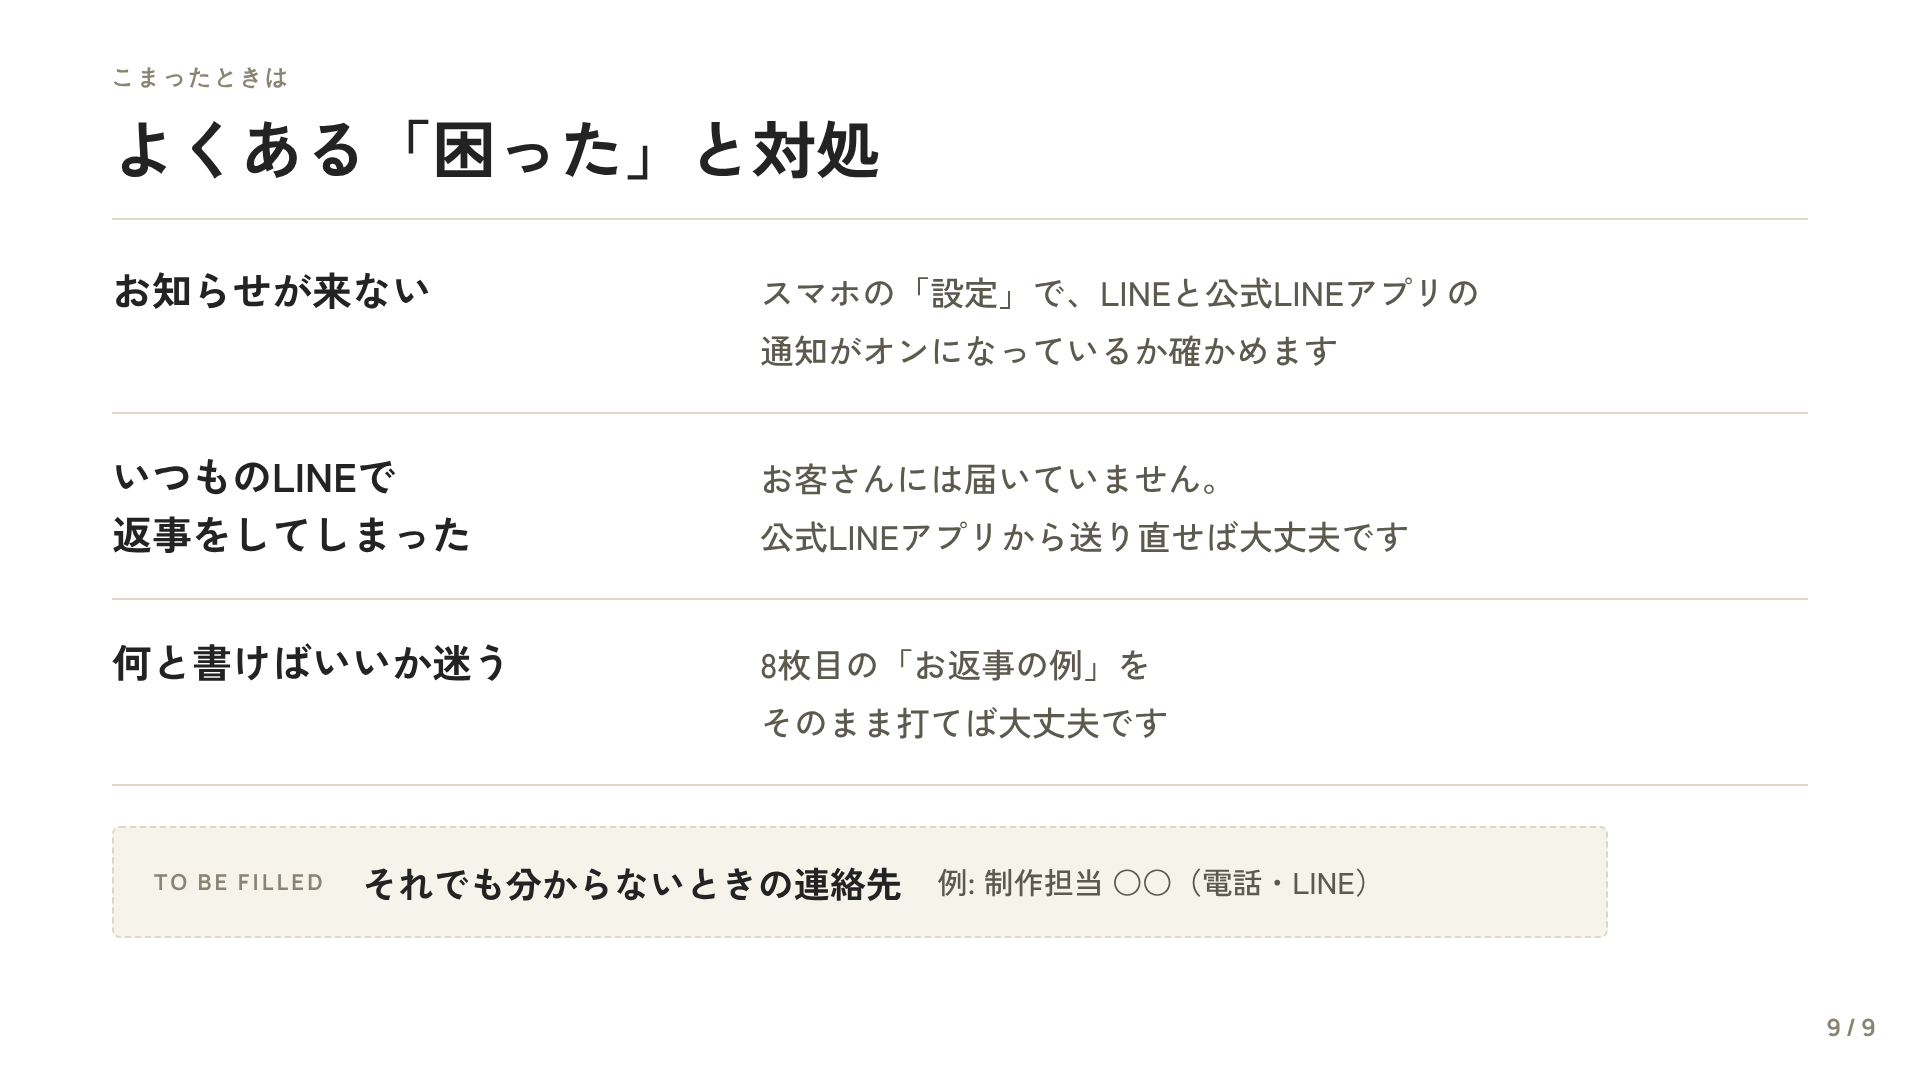 こまったときは
よくある「困った」と対処
お知らせが来ない
スマホの「設定」で、LINEと公式LINEアプリの
通知がオンになっているか確かめます
いつものLINEで
返事をしてしまった
お客さんには届いていません。
公式LINEアプリから送り直せば大丈夫です
何と書けばいいか迷う
8枚目の「お返事の例」を
そのまま打てば大丈夫です
TO BE FILLED それでも分からないときの連絡先 例: 制作担当 〇〇（電話・LINE）
9 / 9